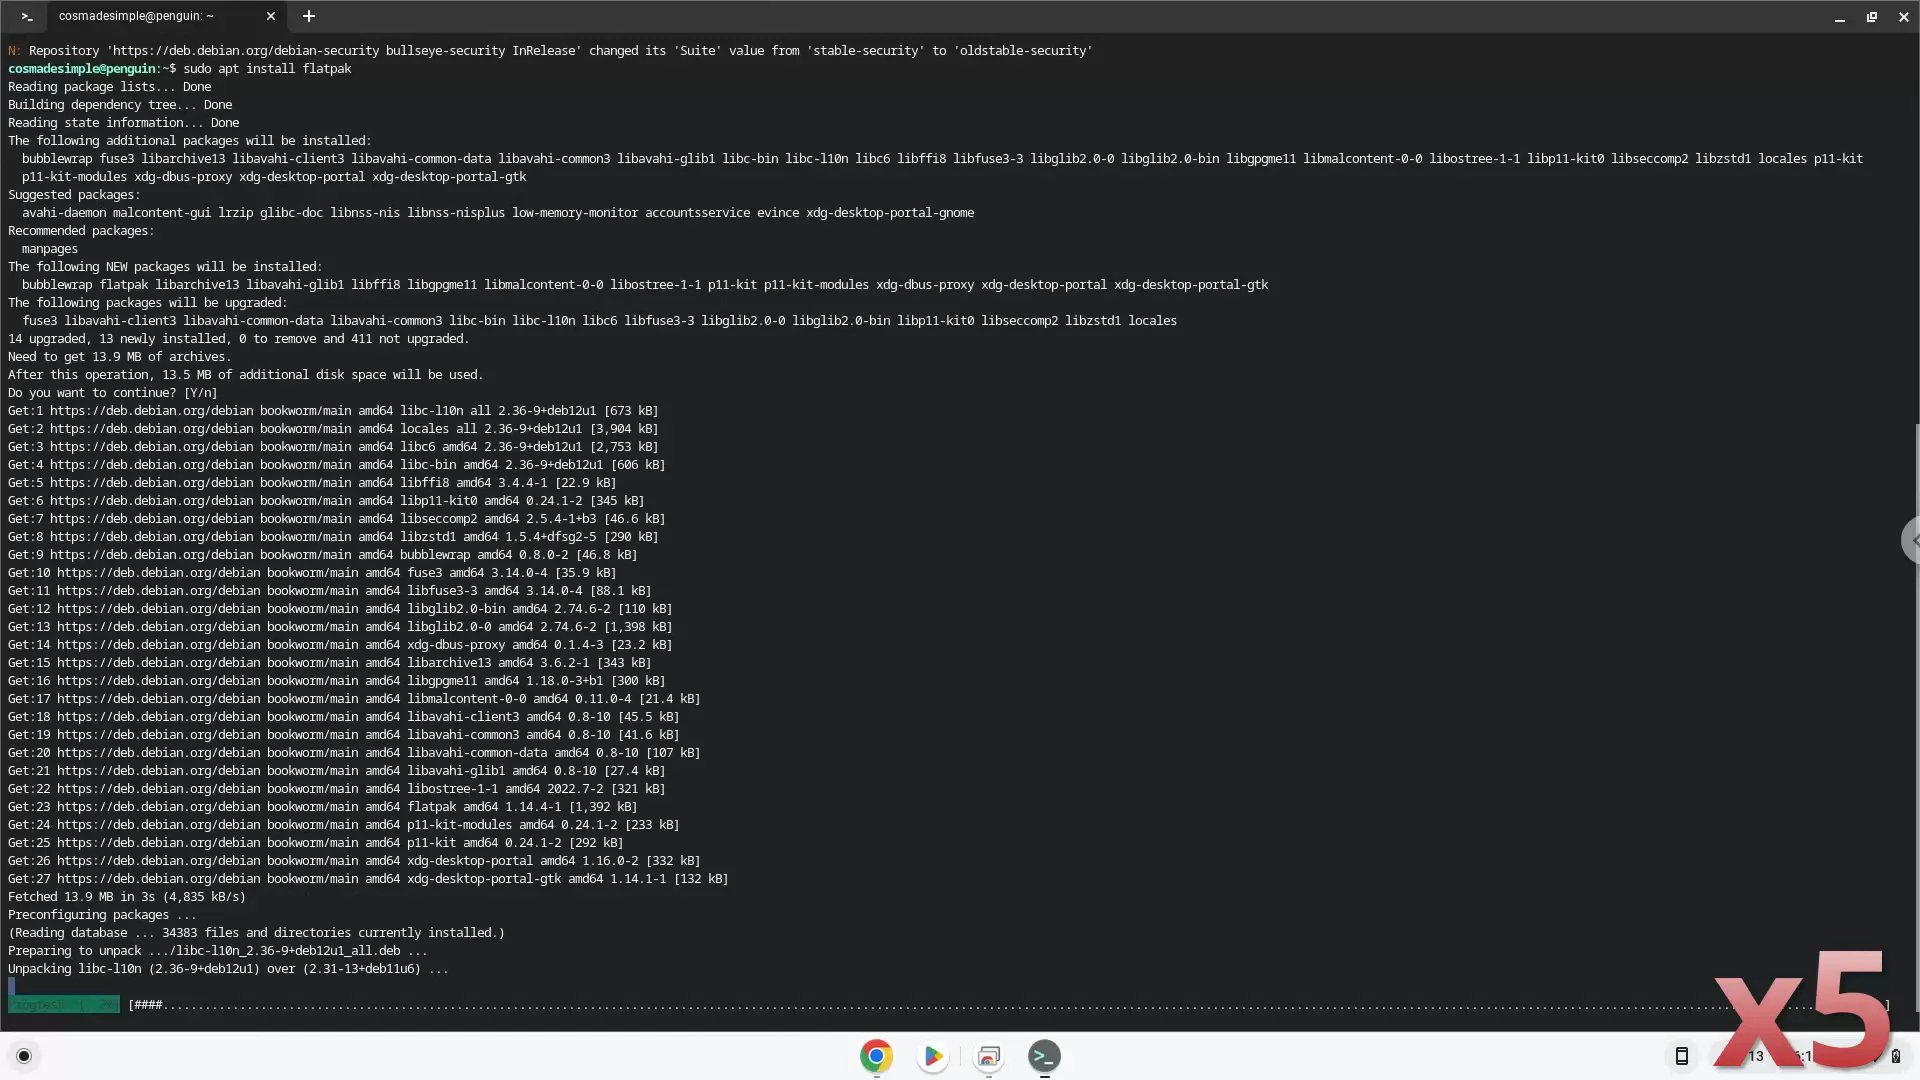 cosmadesimple@penguin: ~
N: Repository 'https://deb.debian.org/debian-security bullseye-security InRelease' changed its 'Suite' value from 'stable-security' to 'oldstable-security'
cosmadesimple@penguin:~$ sudo apt install flatpak
Reading package lists... Done
Building dependency tree... Done
Reading state information... Done
The following additional packages will be installed:
bubblewrap fuse3 libarchive13 libavahi-client3 libavahi-common-data libavahi-common3 libavahi-glib1 libc-bin libc-l10n libc6 libffi8 libfuse3-3 libglib2.0-0 libglib2.0-bin libgpgme11 libmalcontent-0-0 libostree-1-1 libp11-kit0 libseccomp2 libzstd1 locales p11-kit
p11-kit-modules xdg-dbus-proxy xdg-desktop-portal xdg-desktop-portal-gtk
Suggested packages:
avahi-daemon malcontent-gui lrzip glibc-doc libnss-nis libnss-nisplus low-memory-monitor accountsservice evince xdg-desktop-portal-gnome
Recommended packages:
manpages
The following NEW packages will be installed:
bubblewrap flatpak libarchive13 libavahi-glib1 libffi8 libgpgme11 libmalcontent-0-0 libostree-1-1 p11-kit p11-kit-modules xdg-dbus-proxy xdg-desktop-portal xdg-desktop-portal-gtk
The following packages will be upgraded:
fuse3 libavahi-client3 libavahi-common-data libavahi-common3 libc-bin libc-l10n libc6 libfuse3-3 libglib2.0-0 libglib2.0-bin libp11-kit0 libseccomp2 libzstd1 locales
14 upgraded, 13 newly installed, 0 to remove and 411 not upgraded.
Need to get 13.9 MB of archives.
After this operation, 13.5 MB of additional disk space will be used.
Do you want to continue? [Y/n]
Get:1 https://deb.debian.org/debian bookworm/main amd64 libc-l10n all 2.36-9+deb12u1 [673 kB]
Get:2 https://deb.debian.org/debian bookworm/main amd64 locales all 2.36-9+deb12u1 [3,904 kB]
Get:3 https://deb.debian.org/debian bookworm/main amd64 libc6 amd64 2.36-9+deb12u1 [2,753 kB]
Get:4 https://deb.debian.org/debian bookworm/main amd64 libc-bin amd64 2.36-9+deb12u1 [606 kB]
Get:5 https://deb.debian.org/debian bookworm/main amd64 libffi8 amd64 3.4.4-1 [22.9 kB]
Get:6 https://deb.debian.org/debian bookworm/main amd64 libp11-kit0 amd64 0.24.1-2 [345 kB]
Get:7 https://deb.debian.org/debian bookworm/main amd64 libseccomp2 amd64 2.5.4-1+b3 [46.6 kB]
Get:8 https://deb.debian.org/debian bookworm/main amd64 libzstd1 amd64 1.5.4+dfsg2-5 [290 kB]
Get:9 https://deb.debian.org/debian bookworm/main amd64 bubblewrap amd64 0.8.0-2 [46.8 kB]
Get:10 https://deb.debian.org/debian bookworm/main amd64 fuse3 amd64 3.14.0-4 [35.9 kB]
Get:11 https://deb.debian.org/debian bookworm/main amd64 libfuse3-3 amd64 3.14.0-4 [88.1 kB]
Get:12 https://deb.debian.org/debian bookworm/main amd64 libglib2.0-bin amd64 2.74.6-2 [110 kB]
Get:13 https://deb.debian.org/debian bookworm/main amd64 libglib2.0-0 amd64 2.74.6-2 [1,398 kB]
Get:14 https://deb.debian.org/debian bookworm/main amd64 xdg-dbus-proxy amd64 0.1.4-3 [23.2 kB]
Get:15 https://deb.debian.org/debian bookworm/main amd64 libarchive13 amd64 3.6.2-1 [343 kB]
Get:16 https://deb.debian.org/debian bookworm/main amd64 libgpgme11 amd64 1.18.0-3+b1 [300 kB]
Get:17 https://deb.debian.org/debian bookworm/main amd64 libmalcontent-0-0 amd64 0.11.0-4 [21.4 kB]
Get:18 https://deb.debian.org/debian bookworm/main amd64 libavahi-client3 amd64 0.8-10 [45.5 kB]
Get:19 https://deb.debian.org/debian bookworm/main amd64 libavahi-common3 amd64 0.8-10 [41.6 kB]
Get:20 https://deb.debian.org/debian bookworm/main amd64 libavahi-common-data amd64 0.8-10 [107 kB]
Get:21 https://deb.debian.org/debian bookworm/main amd64 libavahi-glib1 amd64 0.8-10 [27.4 kB]
Get:22 https://deb.debian.org/debian bookworm/main amd64 libostree-1-1 amd64 2022.7-2 [321 kB]
Get:23 https://deb.debian.org/debian bookworm/main amd64 flatpak amd64 1.14.4-1 [1,392 kB]
Get:24 https://deb.debian.org/debian bookworm/main amd64 p11-kit-modules amd64 0.24.1-2 [233 kB]
Get:25 https://deb.debian.org/debian bookworm/main amd64 p11-kit amd64 0.24.1-2 [292 kB]
Get:26 https://deb.debian.org/debian bookworm/main amd64 xdg-desktop-portal amd64 1.16.0-2 [332 kB]
Get:27 https://deb.debian.org/debian bookworm/main amd64 xdg-desktop-portal-gtk amd64 1.14.1-1 [132 kB]
Fetched 13.9 MB in 3s (4,835 kB/s)
Preconfiguring packages ...
(Reading database ... 34383 files and directories currently installed.)
Preparing to unpack .../libc-l10n_2.36-9+deb12u1_all.deb ...
Unpacking libc-l10n (2.36-9+deb12u1) over (2.31-13+deb11u6) ...
x5
13